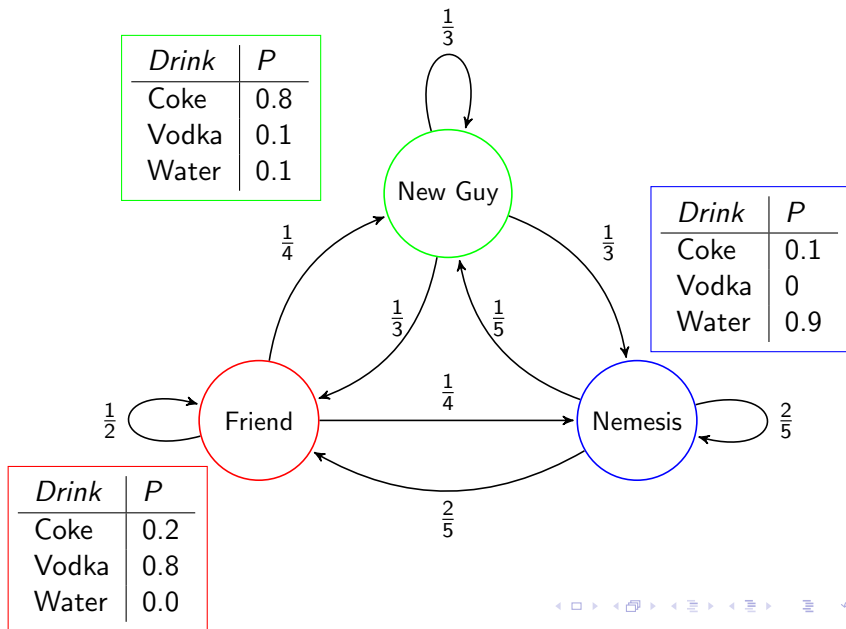 1/3
Drink P
Coke 0.8
Vodka 0.1
Water 0.1
New Guy
Drink P
Coke 0.1
Vodka 0
Water 0.9
1/4
1/3
1/3
1/5
1/2
Friend
1/4
Nemesis
2/5
2/5
Drink P
Coke 0.2
Vodka 0.8
Water 0.0